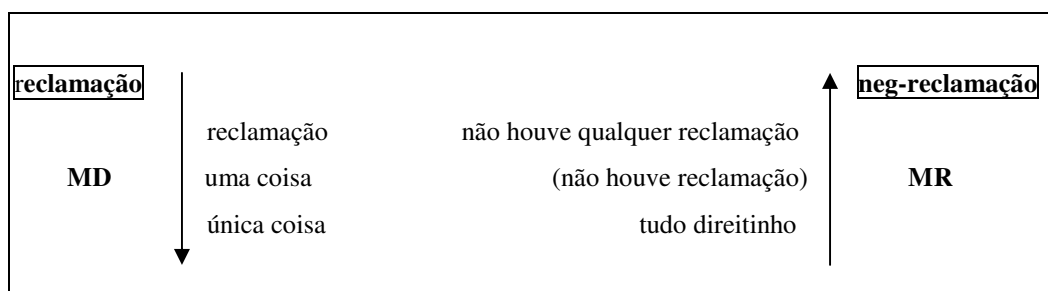 reclamação neg-reclamação
reclamação não houve qualquer reclamação
MD uma coisa (não houve reclamação) MR
única coisa tudo direitinho